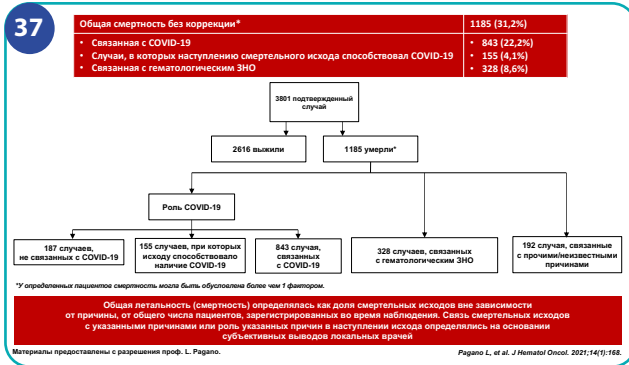 37
Общая смертность без коррекции* 1185 (31,2%)
• Связанная с COVID-19 • 843 (22,2%)
• Случаи, в которых наступлению смертельного исхода способствовал COVID-19 • 155 (4,1%)
• Связанная с гематологическим ЗНО • 328 (8,6%)
3801 подтвержденный
случай
2616 выжили
1185 умерли*
Роль COVID-19
187 случаев,
не связанных с COVID-19
155 случаев, при которых
исходу способствовало
наличие COVID-19
843 случая,
связанных
с COVID-19
328 случаев, связанных
с гематологическим ЗНО
192 случая, связанные
с прочими/неизвестными
причинами
*У определенных пациентов смертность могла быть обусловлена более чем 1 фактором.
Общая летальность (смертность) определялась как доля смертельных исходов вне зависимости
от причины, от общего числа пациентов, зарегистрированных во время наблюдения. Связь смертельных исходов
с указанными причинами или роль указанных причин в наступлении исхода определялись на основании
субъективных выводов локальных врачей
Материалы предоставлены с разрешения проф. L. Pagano.
Pagano L, et al. J Hematol Oncol. 2021;14(1):168.